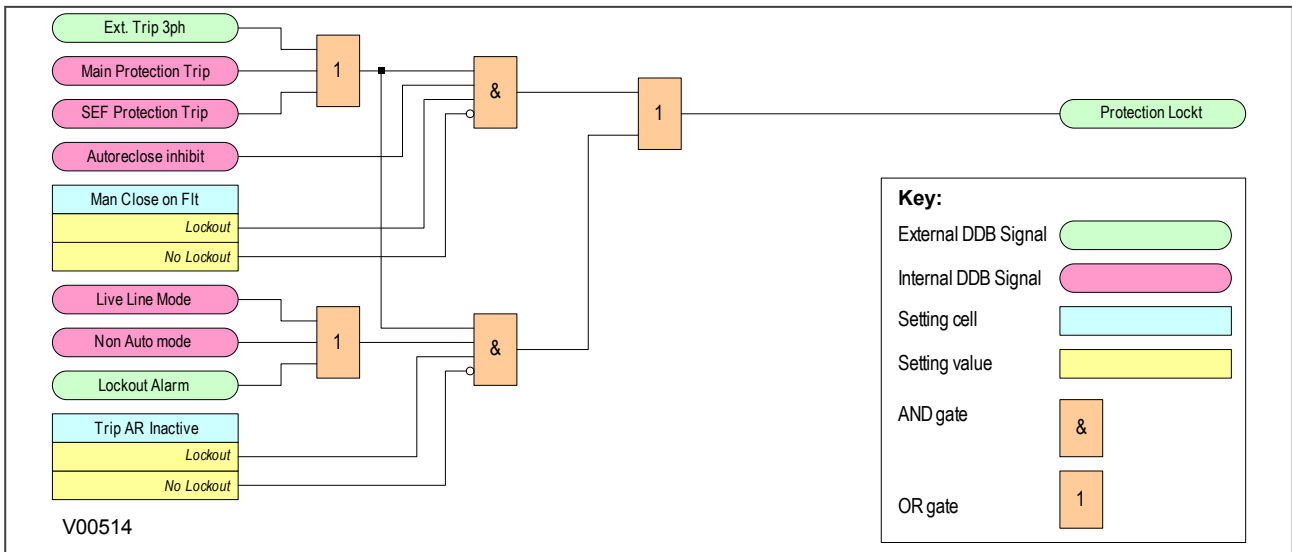 Ext. Trip 3ph
Main Protection Trip
SEF Protection Trip
Autoreclose inhibit
Man Close on Flt
Lockout
No Lockout
Live Line Mode
Non Auto mode
Lockout Alarm
Trip AR Inactive
Lockout
No Lockout
V00514
1
&
1
1
&
Protection Lockt
Key:
External DDB Signal
Internal DDB Signal
Setting cell
Setting value
AND gate
&
OR gate
1